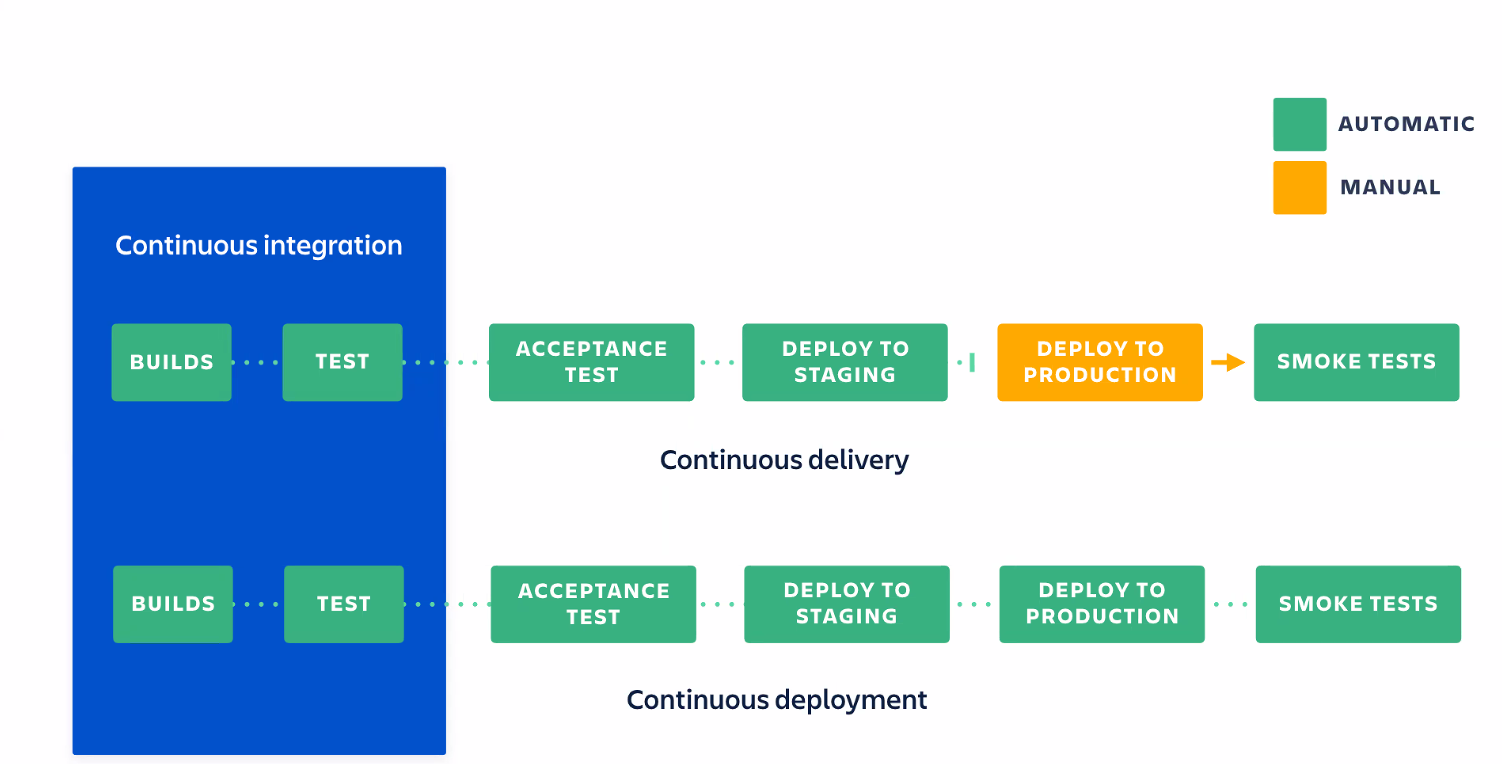 AUTOMATIC
MANUAL
Continuous integration
BUILDS
TEST
ACCEPTANCE
TEST
DEPLOY TO
STAGING
DEPLOY TO
PRODUCTION
SMOKE TESTS
Continuous delivery
BUILDS
TEST
ACCEPTANCE
TEST
DEPLOY TO
STAGING
DEPLOY TO
PRODUCTION
SMOKE TESTS
Continuous deployment